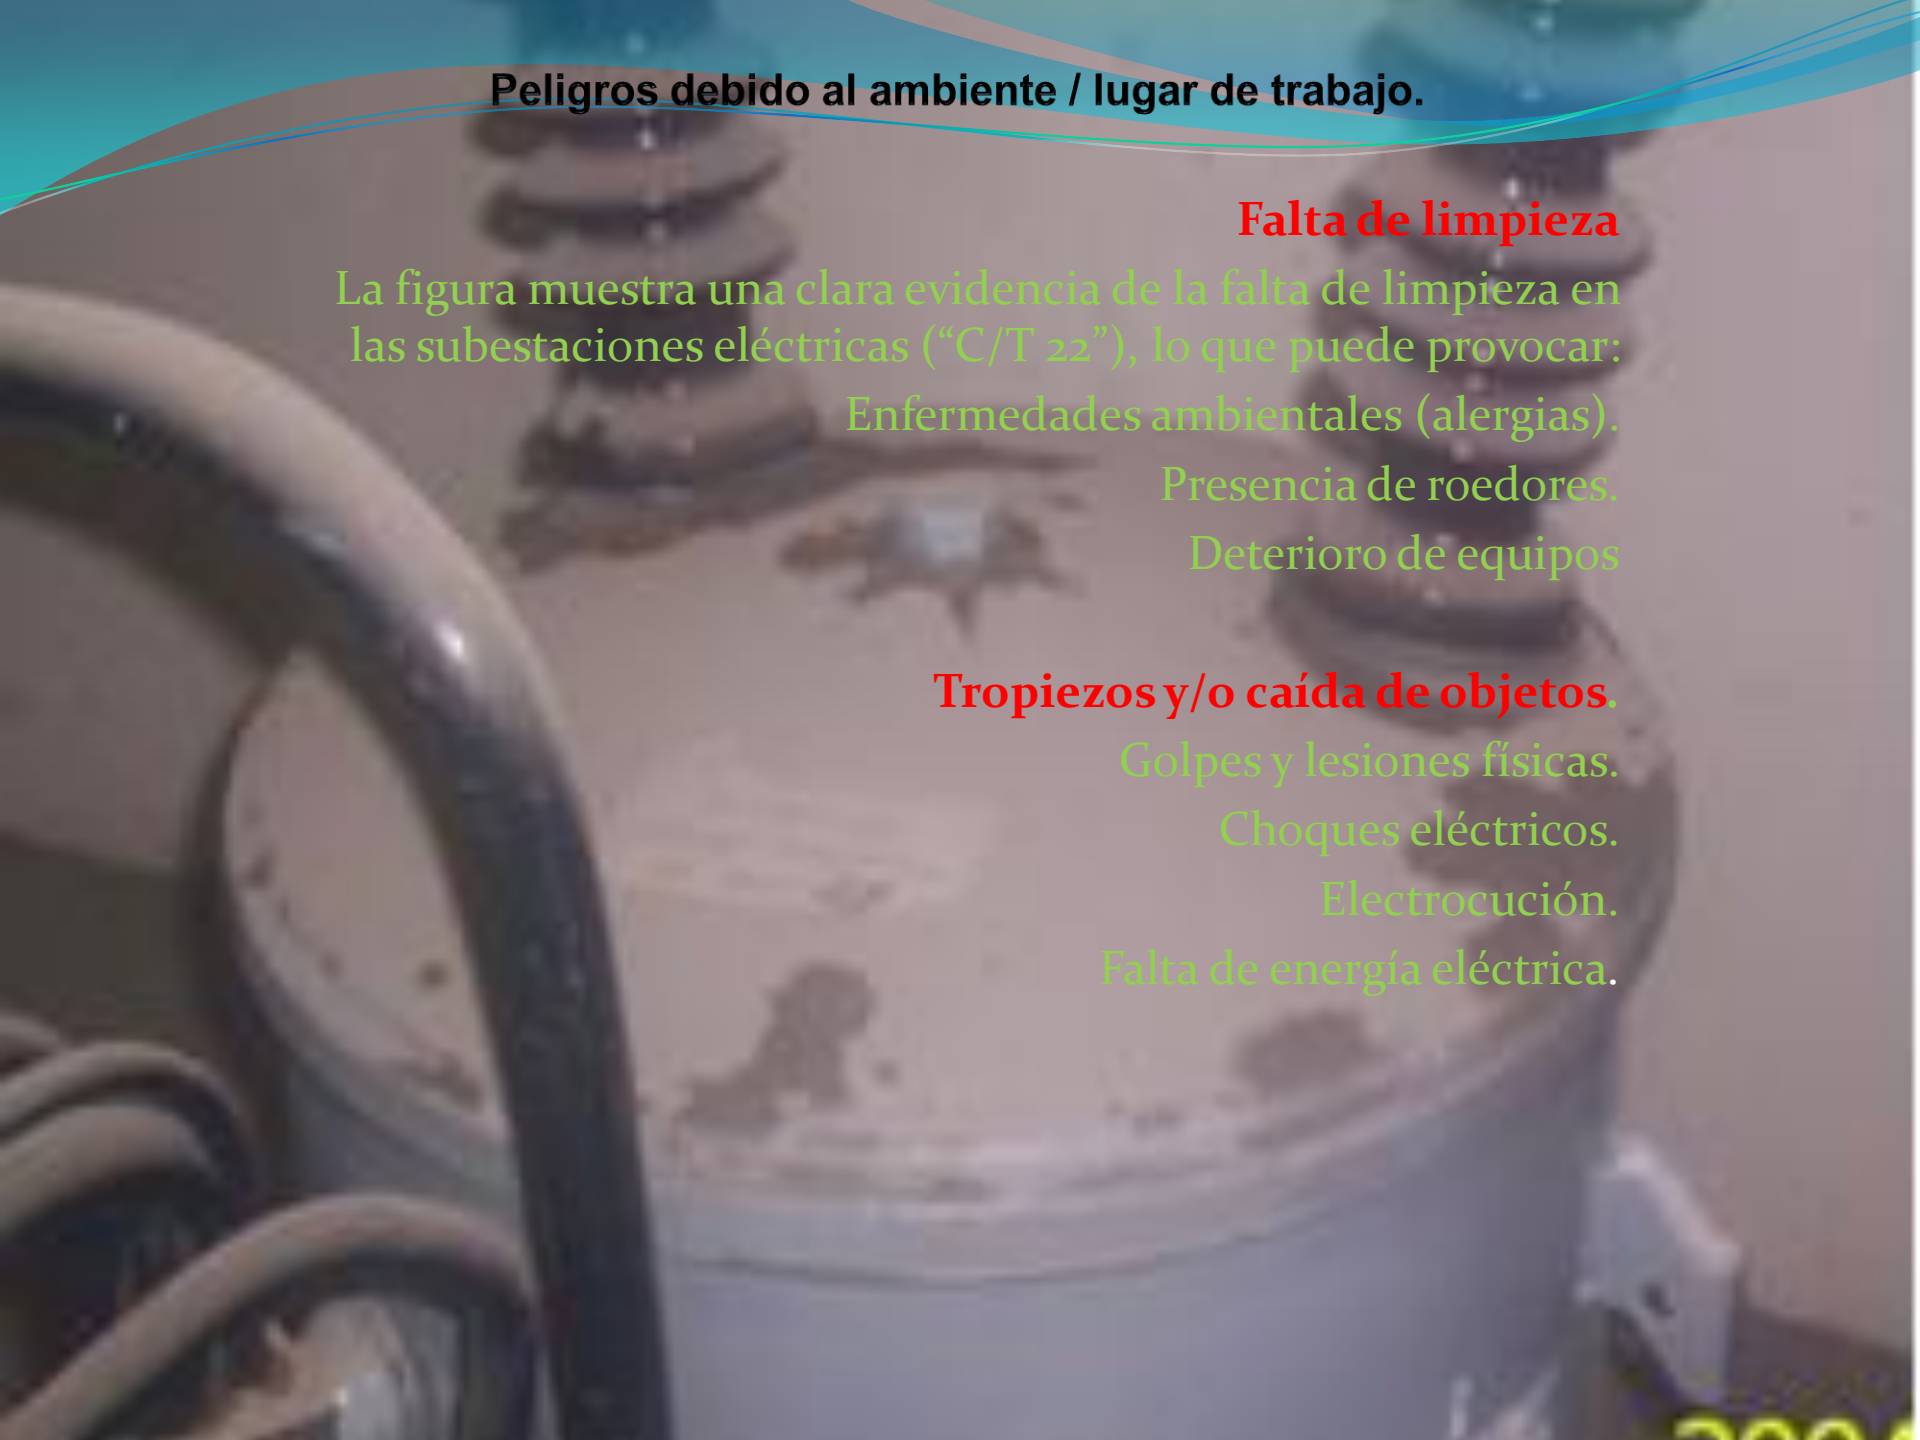 Peligros debido al ambiente / lugar de trabajo.
Falta de limpieza
La figura muestra una clara evidencia de la falta de limpieza en
las subestaciones eléctricas (“C/T 22”), lo que puede provocar:
Enfermedades ambientales (alergias).
Presencia de roedores.
Deterioro de equipos
Tropiezos y/o caída de objetos.
Golpes y lesiones físicas.
Choques eléctricos.
Electrocución.
Falta de energía eléctrica.